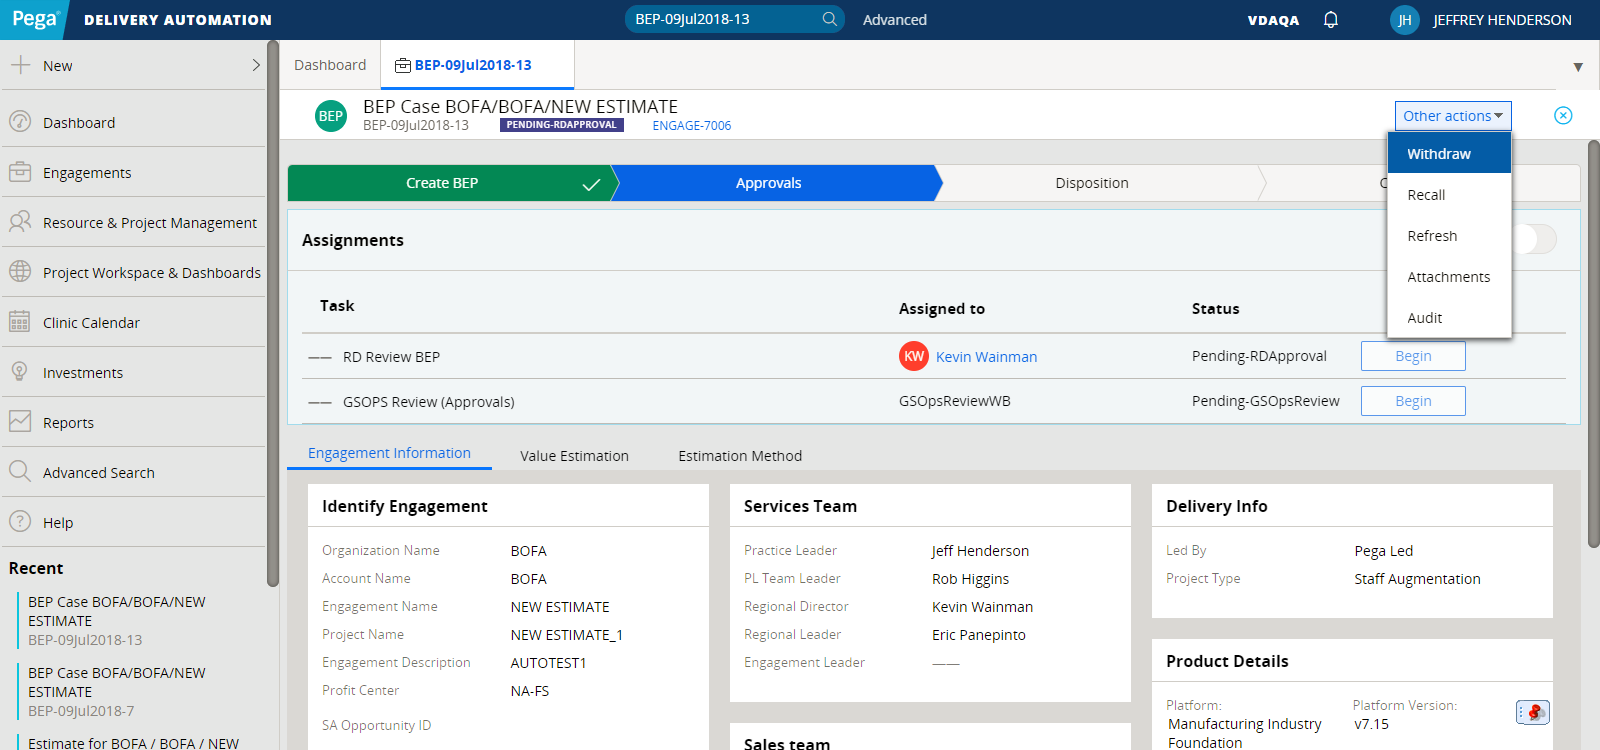 Pega DELIVERY AUTOMATION
BEP-09Jul2018-13
Advanced
VDAQA
JH JEFFREY HENDERSON
New
Dashboard
Engagements
Resource & Project Management
Project Workspace & Dashboards
Clinic Calendar
Investments
Reports
Advanced Search
Help
Recent
BEP Case BOFA/BOFA/NEW
ESTIMATE
BEP-09Jul2018-13
BEP Case BOFA/BOFA/NEW
ESTIMATE
BEP-09Jul2018-7
Estimate for BOFA / BOFA / NEW
Dashboard
BEP-09Jul2018-13
BEP
BEP Case BOFA/BOFA/NEW ESTIMATE
BEP-09Jul2018-13 PENDING-RDAPPROVAL ENGAGE-7006
Other actions
Withdraw
Recall
Refresh
Attachments
Audit
Create BEP
Approvals
Disposition
Assignments
Task Assigned to Status
RD Review BEP KW Kevin Wainman Pending-RDApproval Begin
GSOPS Review (Approvals) GSOpsReviewWB Pending-GSOpsReview Begin
Engagement Information Value Estimation Estimation Method
Identify Engagement
Organization Name BOFA
Account Name BOFA
Engagement Name NEW ESTIMATE
Project Name NEW ESTIMATE_1
Engagement Description AUTOTEST1
Profit Center NA-FS
SA Opportunity ID
Services Team
Practice Leader Jeff Henderson
PL Team Leader Rob Higgins
Regional Director Kevin Wainman
Regional Leader Eric Panepinto
Engagement Leader ——
Sales team
Delivery Info
Led By Pega Led
Project Type Staff Augmentation
Product Details
Platform: Platform Version:
Manufacturing Industry v7.15
Foundation